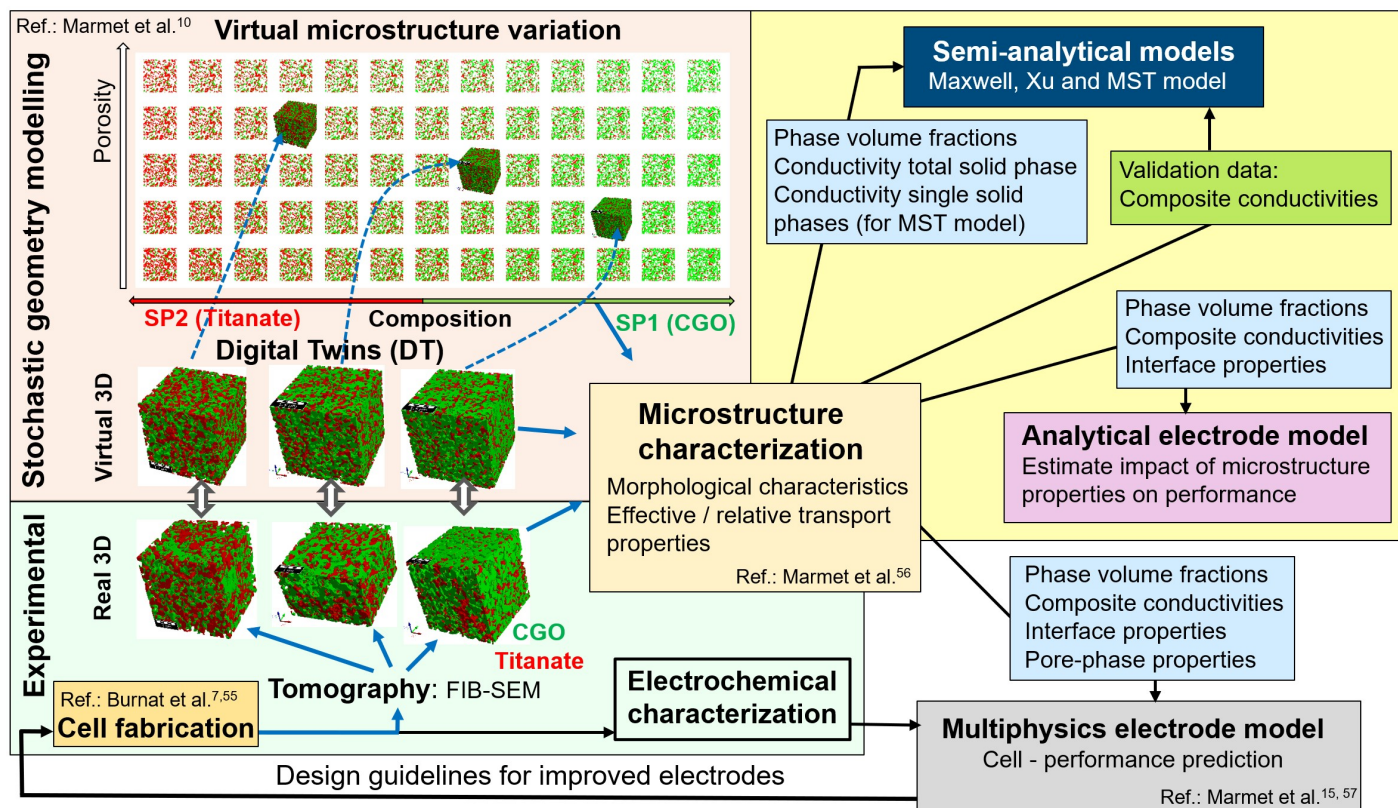 Ref.: Marmet et al.10
Virtual microstructure variation
Stochastic geometry modelling
Porosity
SP2 (Titanate)
Composition
SP1 (CGO)
Digital Twins (DT)
Virtual 3D
Experimental
Real 3D
CGO
Titanate
Tomography: FIB-SEM
Ref.: Burnat et al.7,55
Cell fabrication
Electrochemical
characterization
Design guidelines for improved electrodes
Microstructure
characterization
Morphological characteristics
Effective / relative transport
properties
Ref.: Marmet et al.56
Semi-analytical models
Maxwell, Xu and MST model
Phase volume fractions
Conductivity total solid phase
Conductivity single solid
phases (for MST model)
Validation data:
Composite conductivities
Phase volume fractions
Composite conductivities
Interface properties
Analytical electrode model
Estimate impact of microstructure
properties on performance
Phase volume fractions
Composite conductivities
Interface properties
Pore-phase properties
Multiphysics electrode model
Cell - performance prediction
Ref.: Marmet et al.15, 57